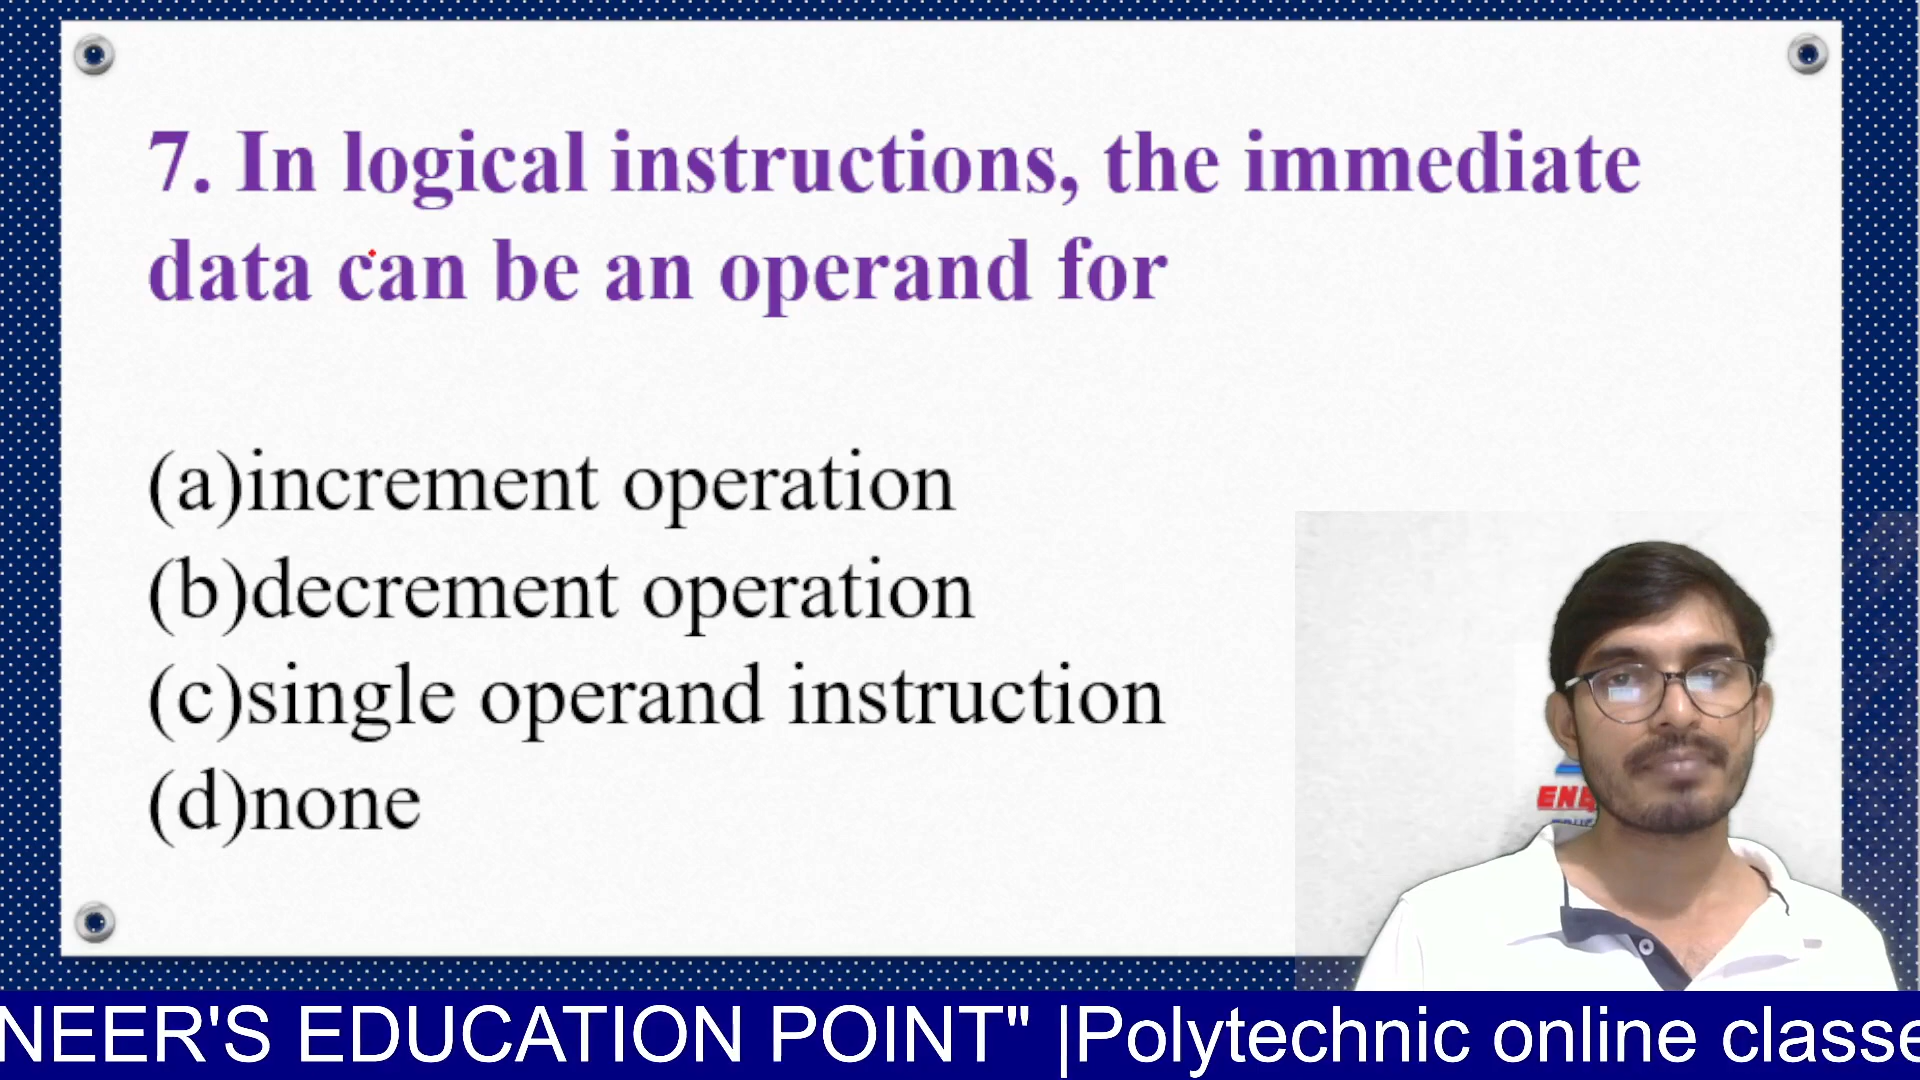 7. In logical instructions, the immediate
data can be an operand for
(a)increment operation
(b)decrement operation
(c)single operand instruction
(d)none
NEER'S EDUCATION POINT" |Polytechnic online classe